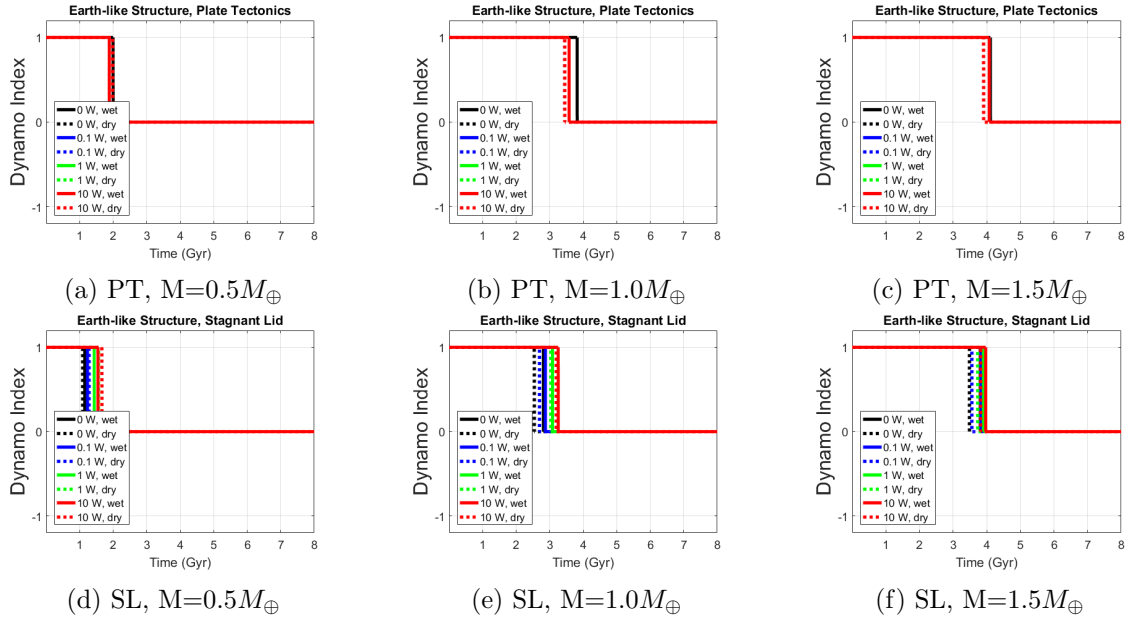 Earth-like Structure, Plate Tectonics
Dynamo Index
1
0
-1
0 W, wet
0 W, dry
0.1 W, wet
0.1 W, dry
1 W, wet
1 W, dry
10 W, wet
10 W, dry
1 2 3 4 5 6 7 8
Time (Gyr)
(a) PT, M=0.5M⊕
Earth-like Structure, Plate Tectonics
Dynamo Index
1
0
-1
0 W, wet
0 W, dry
0.1 W, wet
0.1 W, dry
1 W, wet
1 W, dry
10 W, wet
10 W, dry
1 2 3 4 5 6 7 8
Time (Gyr)
(b) PT, M=1.0M⊕
Earth-like Structure, Plate Tectonics
Dynamo Index
1
0
-1
0 W, wet
0 W, dry
0.1 W, wet
0.1 W, dry
1 W, wet
1 W, dry
10 W, wet
10 W, dry
1 2 3 4 5 6 7 8
Time (Gyr)
(c) PT, M=1.5M⊕
Earth-like Structure, Stagnant Lid
Dynamo Index
1
0
-1
0 W, wet
0 W, dry
0.1 W, wet
0.1 W, dry
1 W, wet
1 W, dry
10 W, wet
10 W, dry
1 2 3 4 5 6 7 8
Time (Gyr)
(d) SL, M=0.5M⊕
Earth-like Structure, Stagnant Lid
Dynamo Index
1
0
-1
0 W, wet
0 W, dry
0.1 W, wet
0.1 W, dry
1 W, wet
1 W, dry
10 W, wet
10 W, dry
1 2 3 4 5 6 7 8
Time (Gyr)
(e) SL, M=1.0M⊕
Earth-like Structure, Stagnant Lid
Dynamo Index
1
0
-1
0 W, wet
0 W, dry
0.1 W, wet
0.1 W, dry
1 W, wet
1 W, dry
10 W, wet
10 W, dry
1 2 3 4 5 6 7 8
Time (Gyr)
(f) SL, M=1.5M⊕